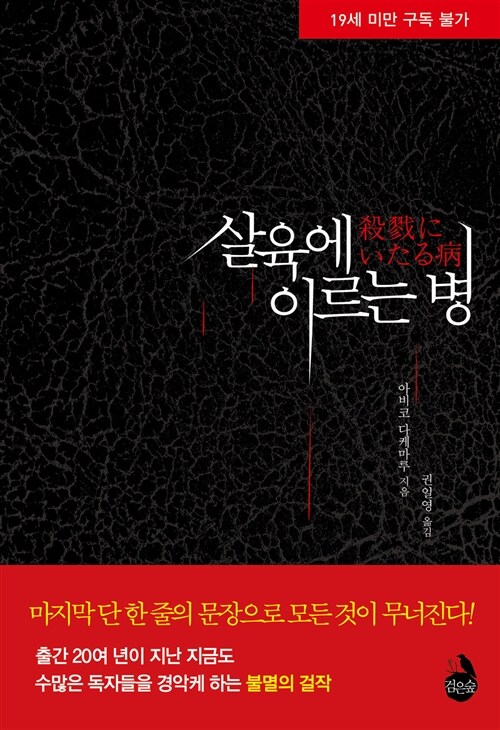 19세 미만 구독 불가
살육에
이르는 병
殺戮に
いたる病
아비코 다케마루 지음
권일영 옮김
마지막 단 한 줄의 문장으로 모든 것이 무너진다!
출간 20여 년이 지난 지금도
수많은 독자들을 경악케 하는 불멸의 걸작
검은숲